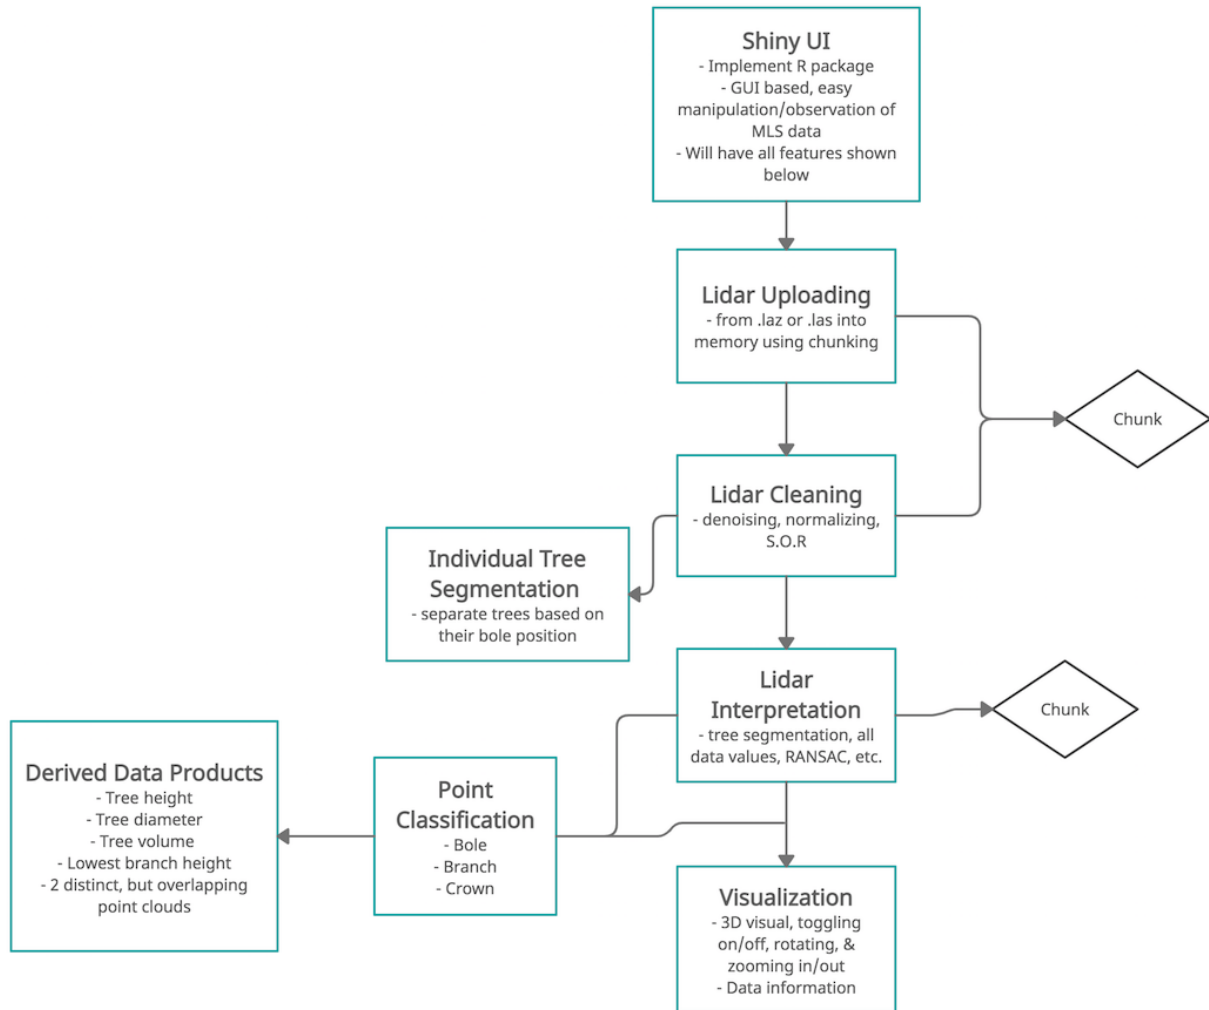 Shiny UI
- Implement R package
- GUI based, easy
manipulation/observation of
MLS data
- Will have all features shown
below
Lidar Uploading
- from .laz or .las into
memory using chunking
Chunk
Lidar Cleaning
- denoising, normalizing,
S.O.R
Individual Tree
Segmentation
- separate trees based on
their bole position
Lidar
Interpretation
- tree segmentation, all
data values, RANSAC, etc.
Chunk
Derived Data Products
- Tree height
- Tree diameter
- Tree volume
- Lowest branch height
- 2 distinct, but overlapping
point clouds
Point
Classification
- Bole
- Branch
- Crown
Visualization
- 3D visual, toggling
on/off, rotating, &
zooming in/out
- Data information